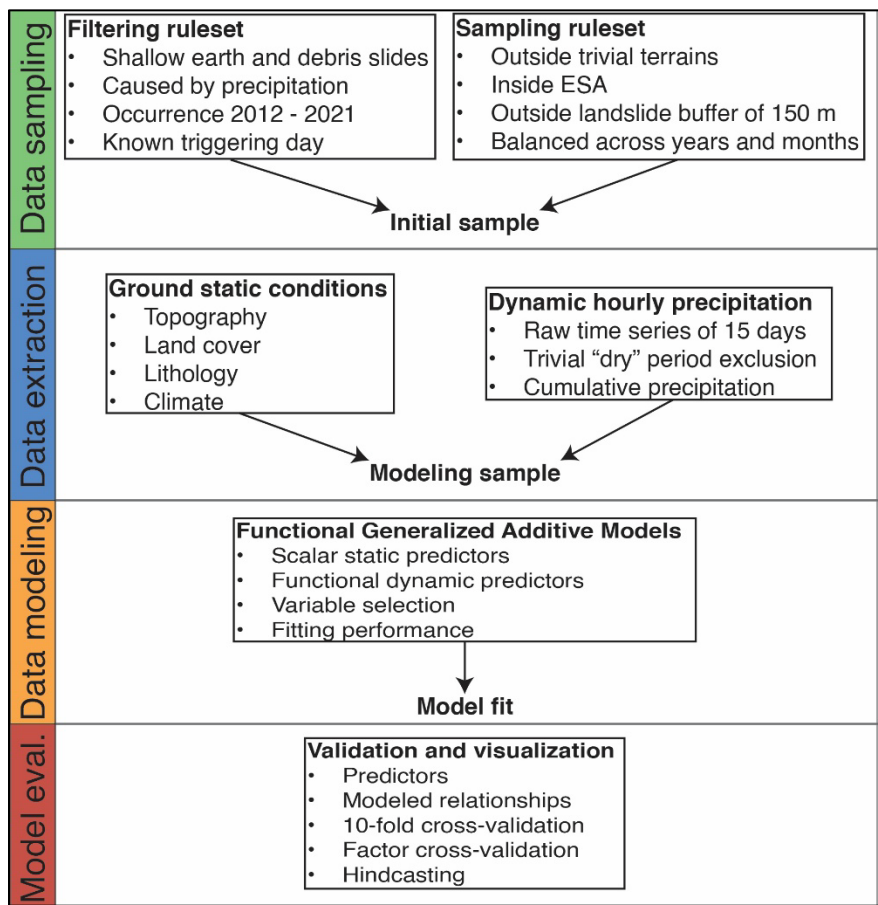 Data sampling
Filtering ruleset
• Shallow earth and debris slides
• Caused by precipitation
• Occurrence 2012 - 2021
• Known triggering day
Sampling ruleset
• Outside trivial terrains
• Inside ESA
• Outside landslide buffer of 150 m
• Balanced across years and months
Initial sample
Data extraction
Ground static conditions
• Topography
• Land cover
• Lithology
• Climate
Dynamic hourly precipitation
• Raw time series of 15 days
• Trivial “dry” period exclusion
• Cumulative precipitation
Modeling sample
Data modeling
Functional Generalized Additive Models
• Scalar static predictors
• Functional dynamic predictors
• Variable selection
• Fitting performance
Model fit
Model eval.
Validation and visualization
• Predictors
• Modeled relationships
• 10-fold cross-validation
• Factor cross-validation
• Hindcasting